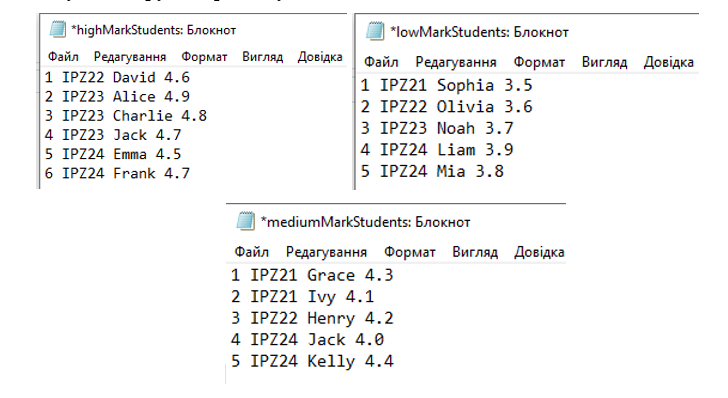 *highMarkStudents: Блокнот
Файл Редагування Формат Вигляд Довідка
1 IPZ22 David 4.6
2 IPZ23 Alice 4.9
3 IPZ23 Charlie 4.8
4 IPZ23 Jack 4.7
5 IPZ24 Emma 4.5
6 IPZ24 Frank 4.7
*lowMarkStudents: Блокнот
Файл Редагування Формат Вигляд Довідка
1 IPZ21 Sophia 3.5
2 IPZ22 Olivia 3.6
3 IPZ23 Noah 3.7
4 IPZ24 Liam 3.9
5 IPZ24 Mia 3.8
*mediumMarkStudents: Блокнот
Файл Редагування Формат Вигляд Довідка
1 IPZ21 Grace 4.3
2 IPZ21 Ivy 4.1
3 IPZ22 Henry 4.2
4 IPZ24 Jack 4.0
5 IPZ24 Kelly 4.4